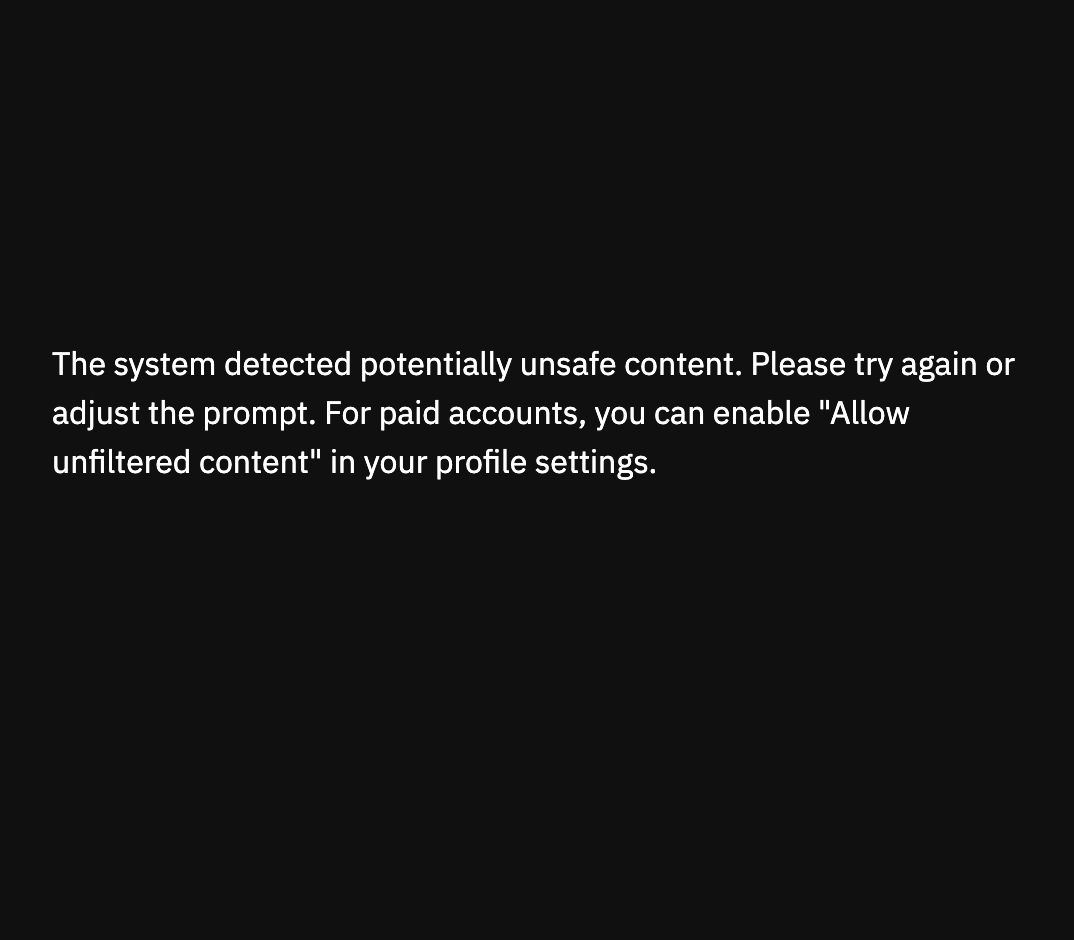 The system detected potentially unsafe content. Please try again or
adjust the prompt. For paid accounts, you can enable "Allow
unfiltered content" in your profile settings.